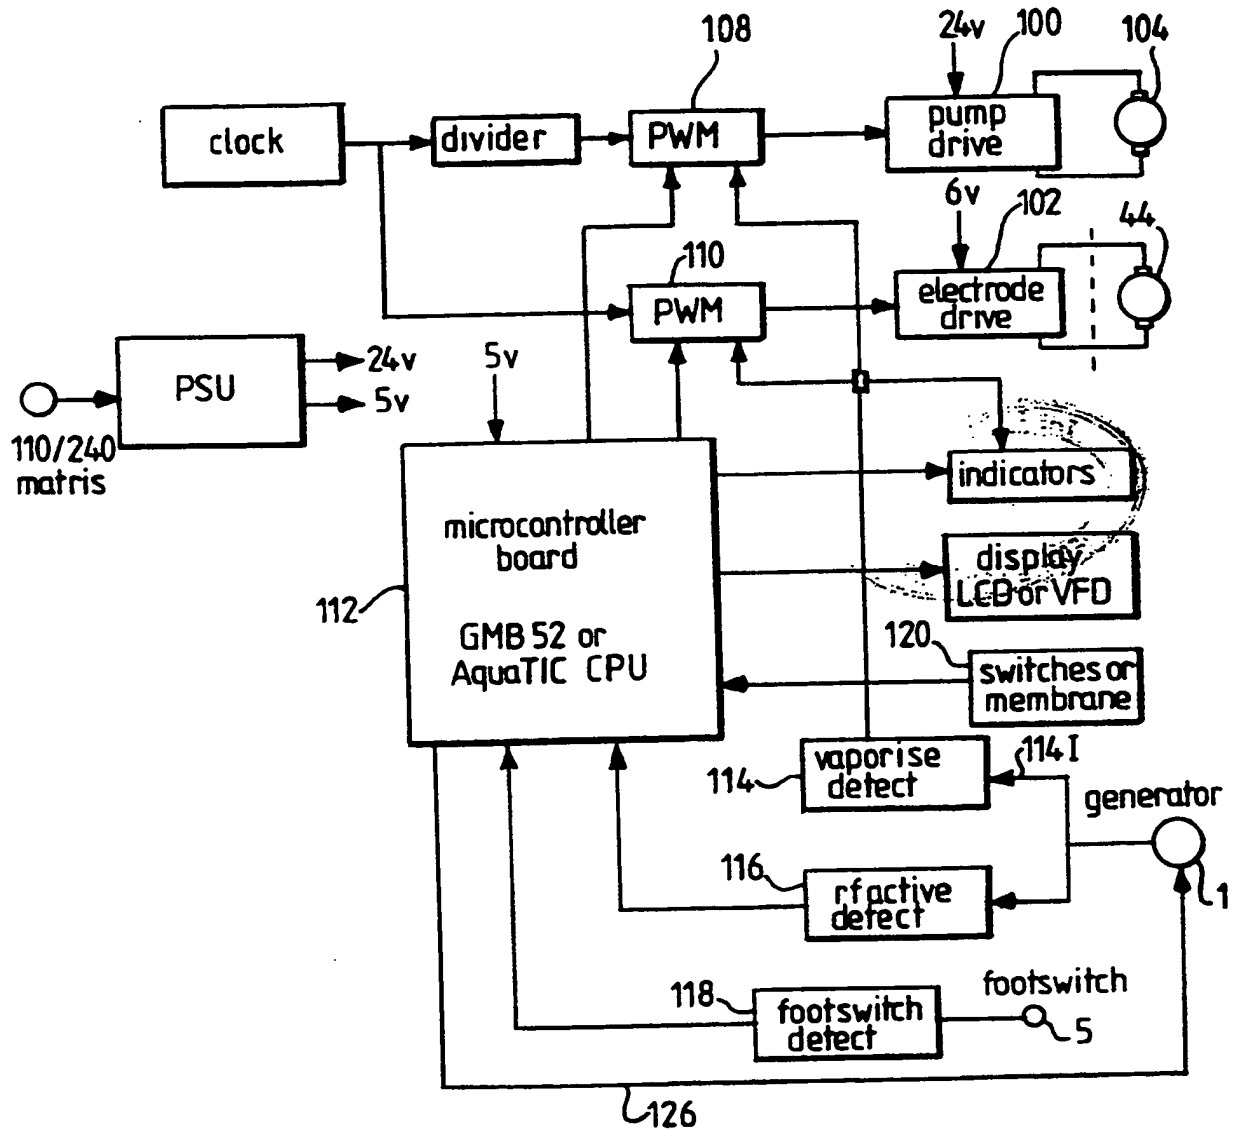 108
24v
100
104
clock
divider
PWM
pump
drive
6v
102
44
110
PWM
electrode
drive
PSU
24v
5v
5v
110/240
matris
indicators
microcontroller
board
display
LCD or VFD
112
GMB 52 or
AquaTIC CPU
120
switches or
membrane
114
vaporise
detect
114 I
generator
116
rf active
detect
1
118
footswitch
footswitch
detect
5
126